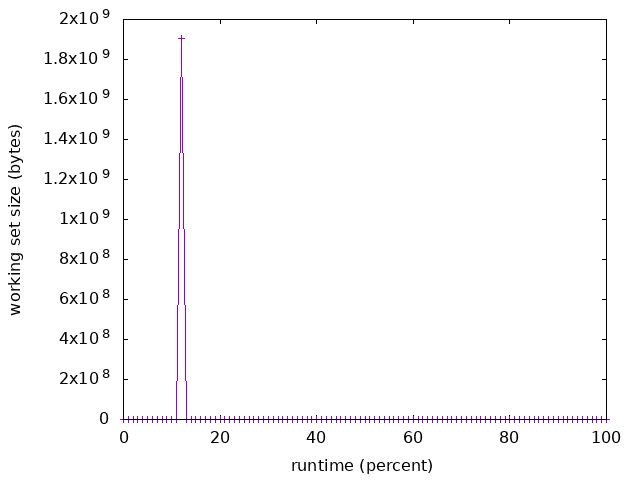 2x10^9
1.8x10^9
1.6x10^9
1.4x10^9
1.2x10^9
1x10^9
8x10^8
6x10^8
4x10^8
2x10^8
0
working set size (bytes)
0 20 40 60 80 100
runtime (percent)